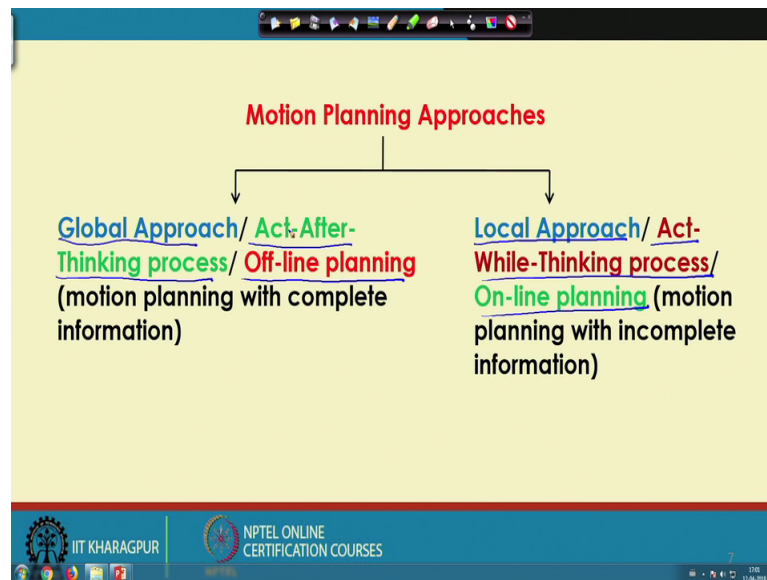 Motion Planning Approaches
Global Approach/ Act-After-
Thinking process/ Off-line planning
(motion planning with complete
information)
Local Approach/ Act-
While-Thinking process/
On-line planning (motion
planning with incomplete
information)
IIT KHARAGPUR
NPTEL ONLINE
CERTIFICATION COURSES
7
17:01